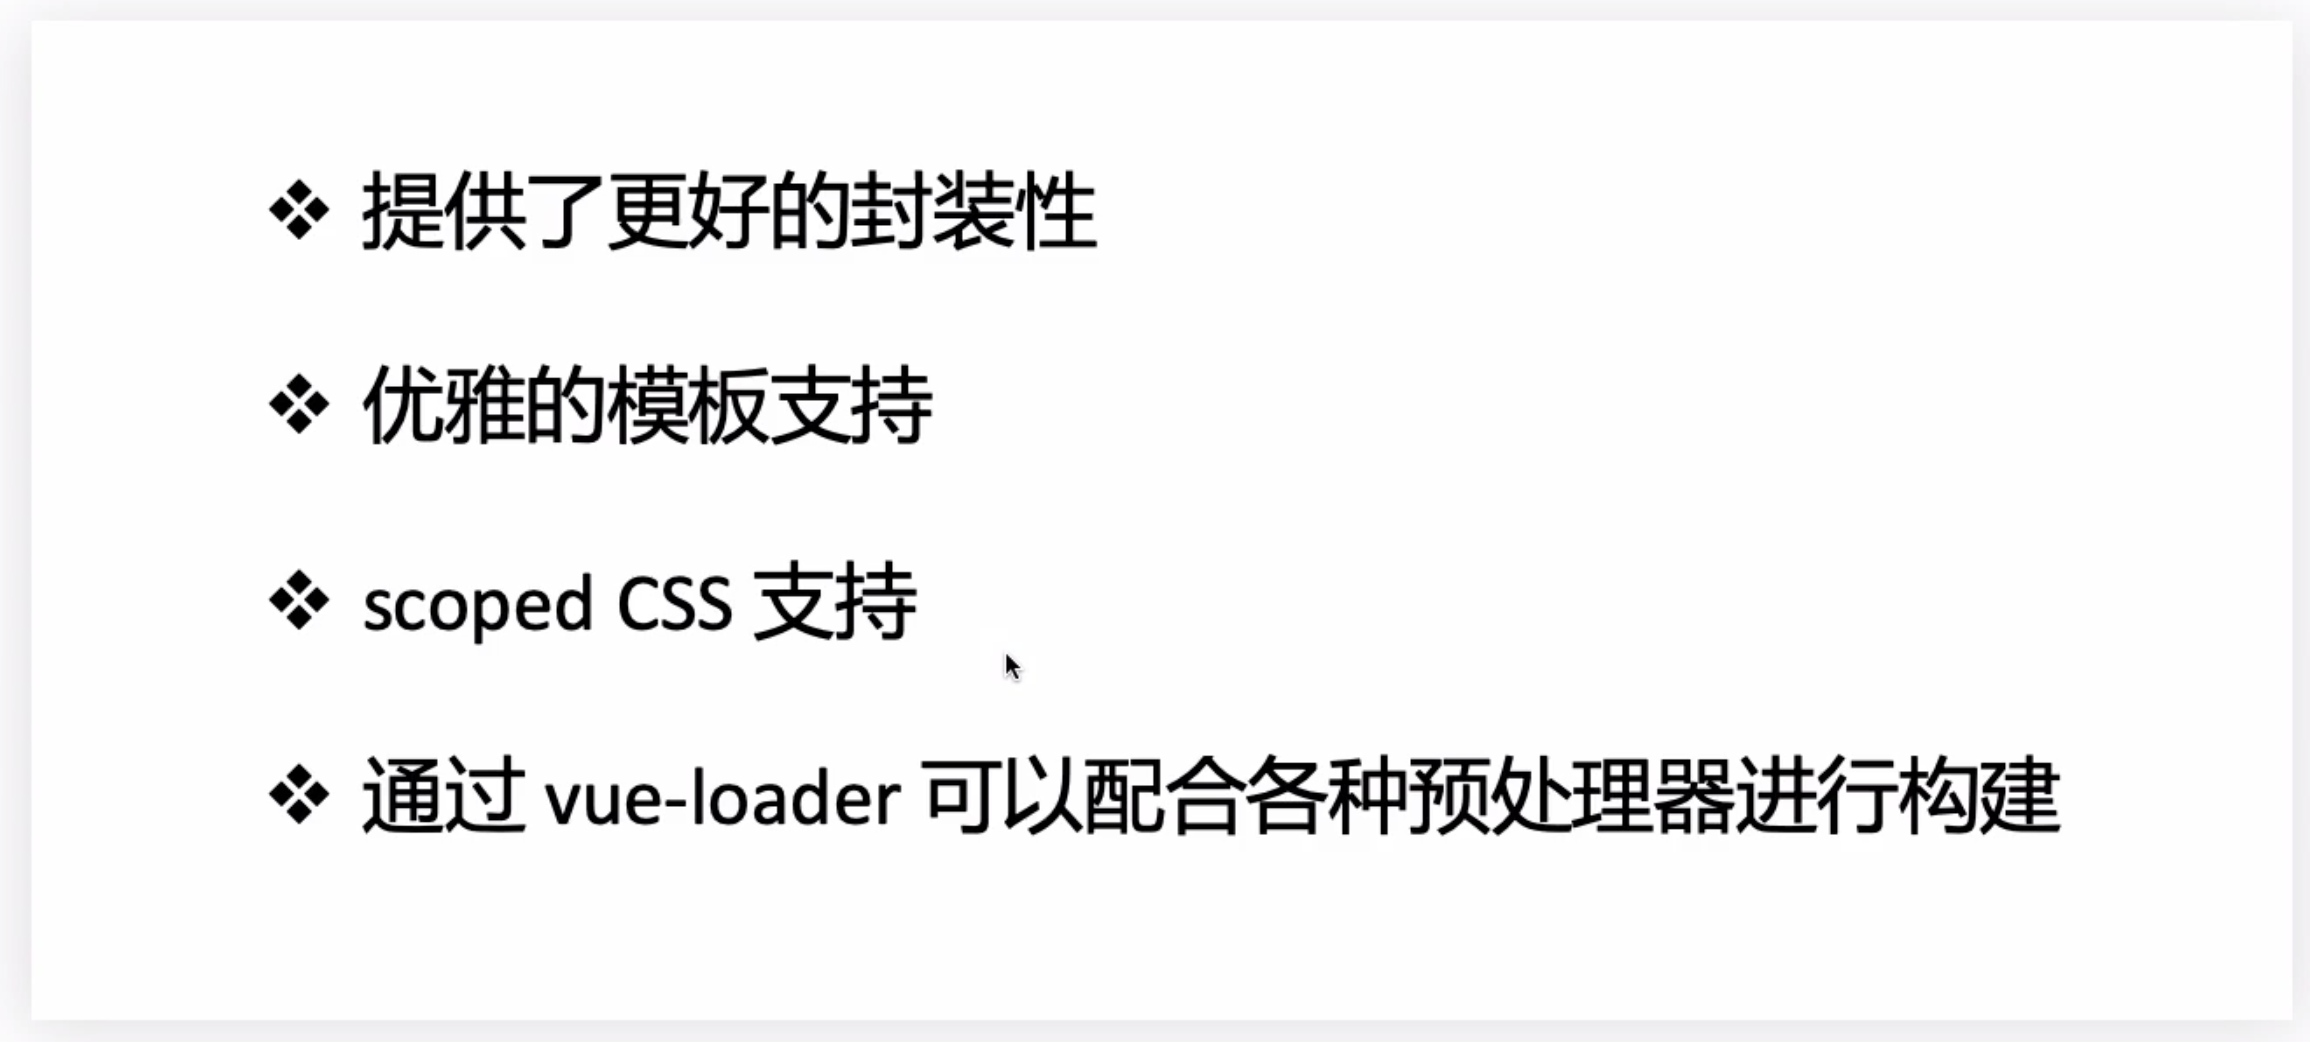 ❖ 提供了更好的封装性
❖ 优雅的模板支持
❖ scoped CSS 支持
❖ 通过 vue-loader 可以配合各种预处理器进行构建